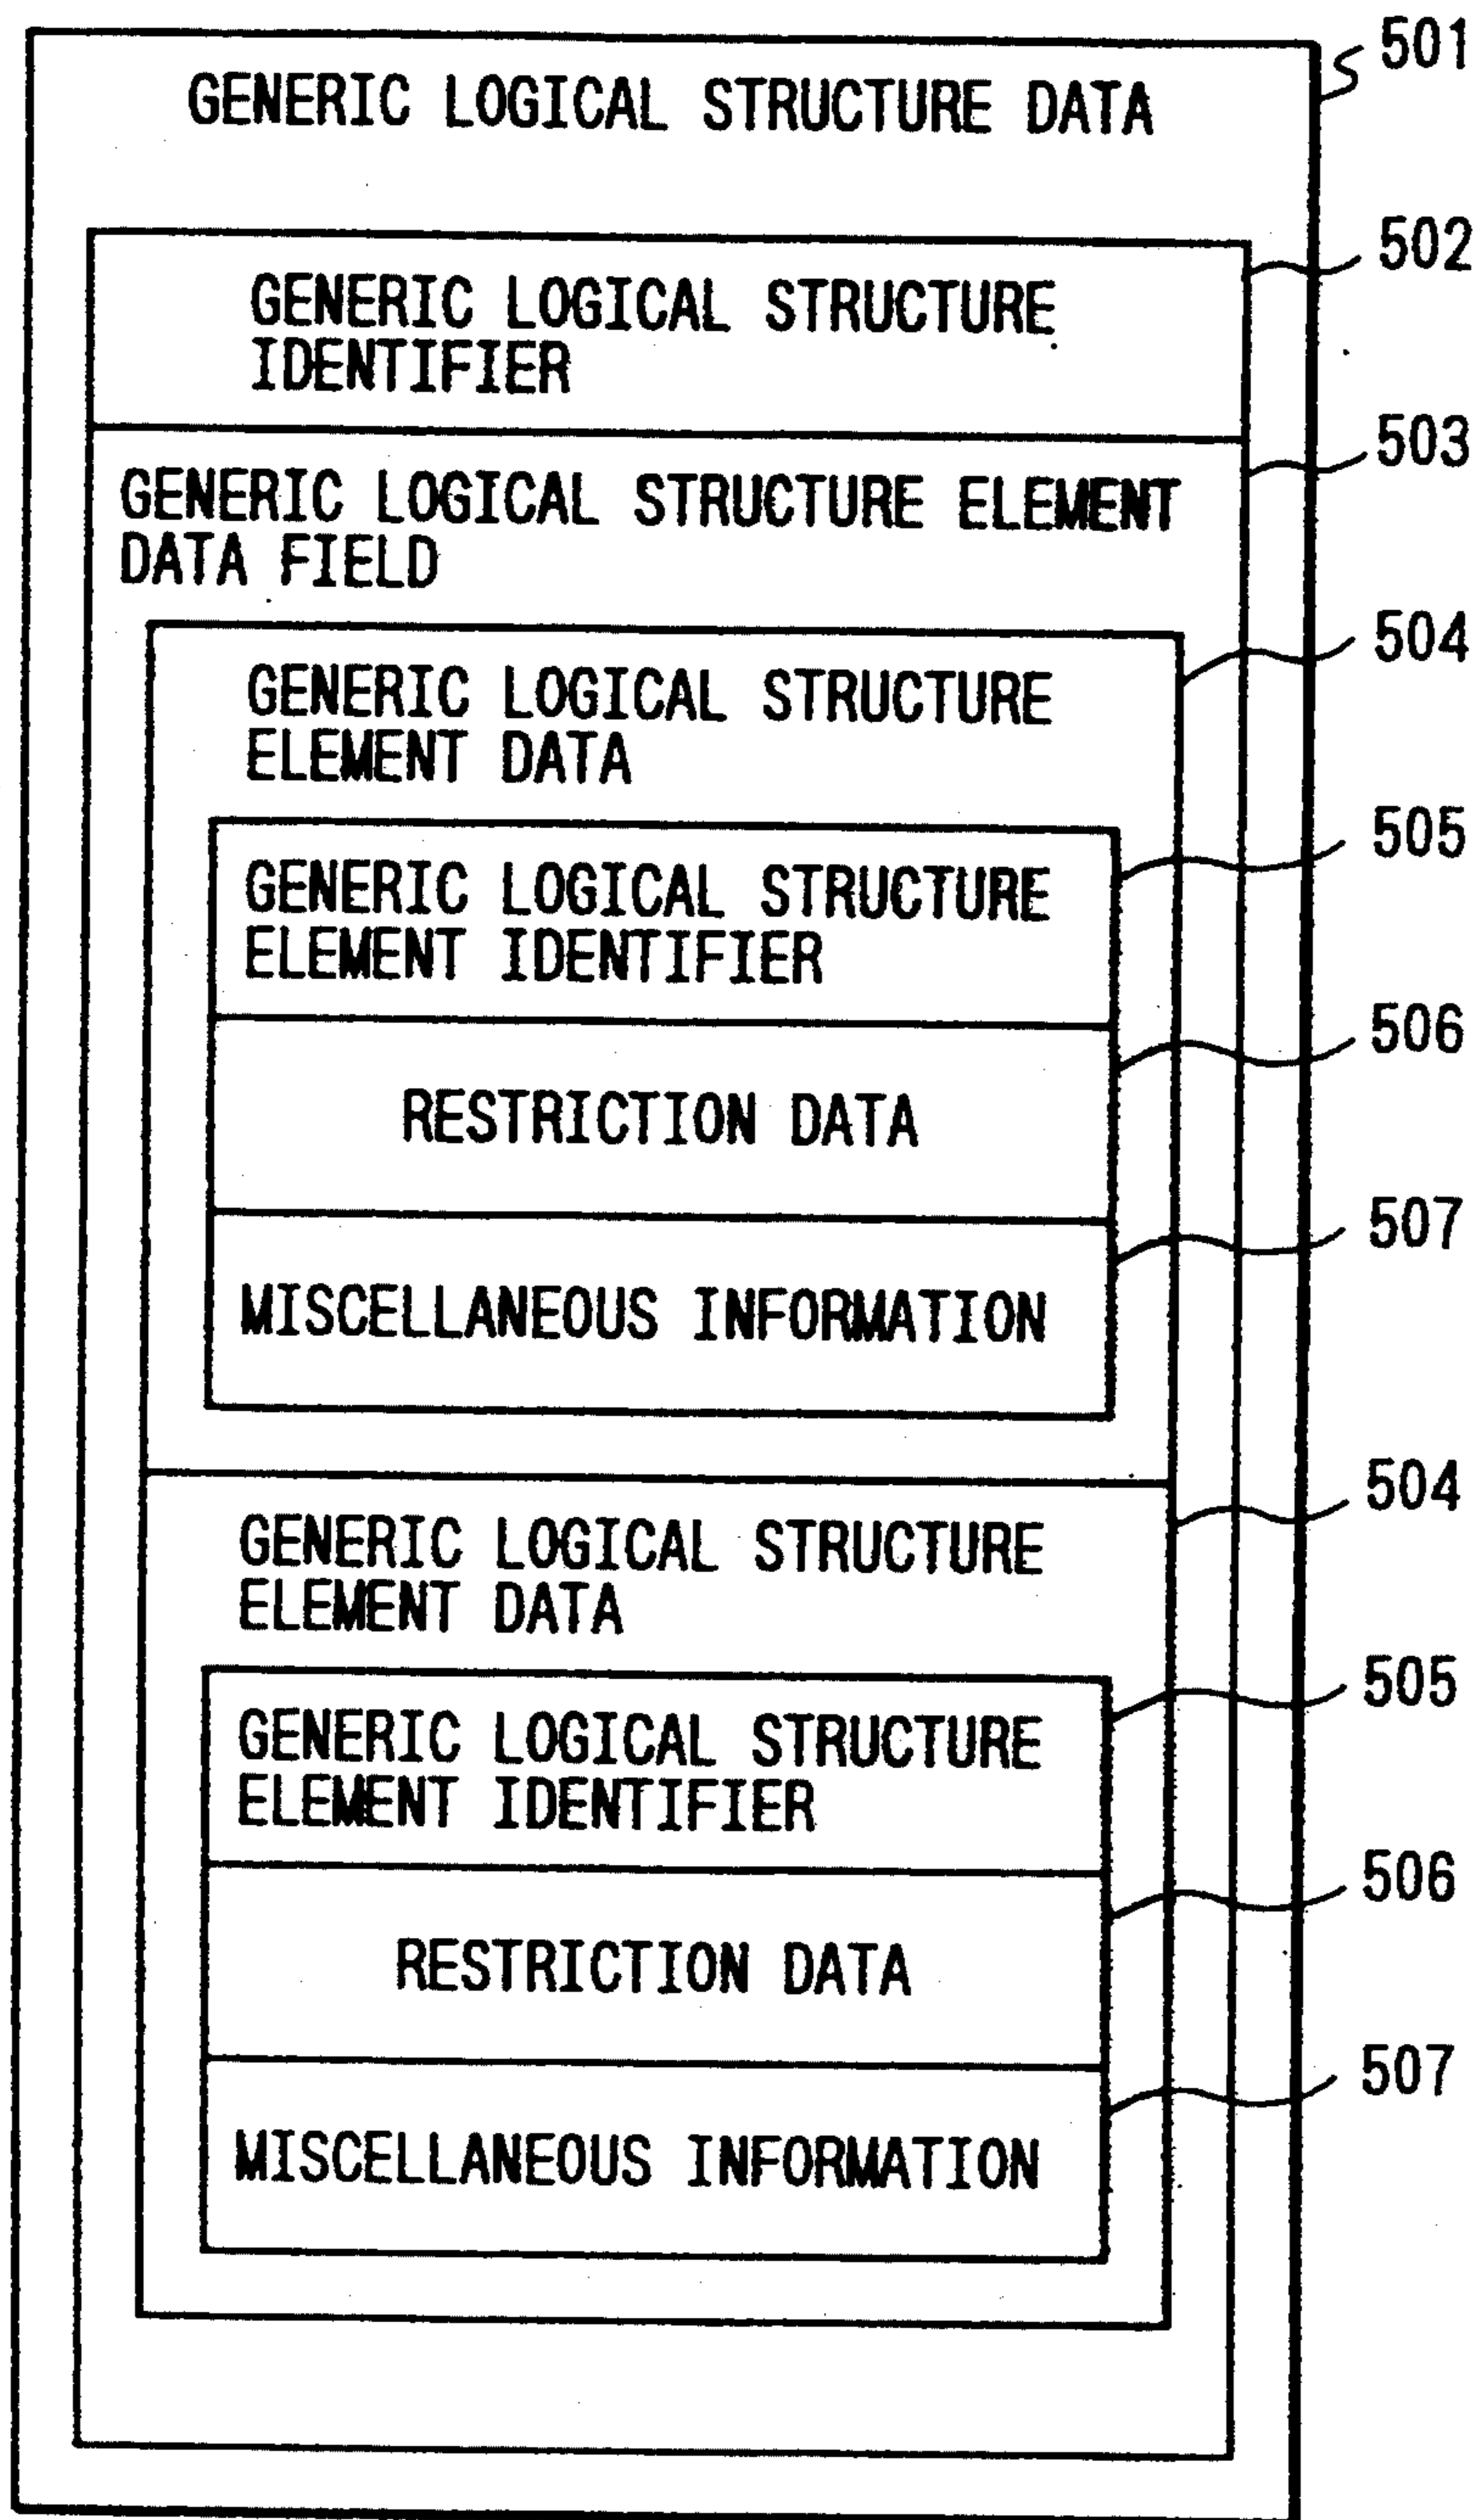 501
GENERIC LOGICAL STRUCTURE DATA
502
GENERIC LOGICAL STRUCTURE
IDENTIFIER
503
GENERIC LOGICAL STRUCTURE ELEMENT
DATA FIELD
504
GENERIC LOGICAL STRUCTURE
ELEMENT DATA
505
GENERIC LOGICAL STRUCTURE
ELEMENT IDENTIFIER
506
RESTRICTION DATA
507
MISCELLANEOUS INFORMATION
504
GENERIC LOGICAL STRUCTURE
ELEMENT DATA
505
GENERIC LOGICAL STRUCTURE
ELEMENT IDENTIFIER
506
RESTRICTION DATA
507
MISCELLANEOUS INFORMATION